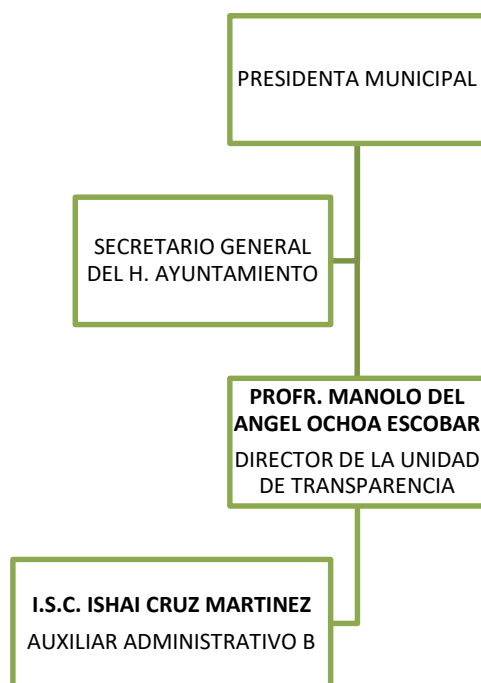 PRESIDENTA MUNICIPAL
SECRETARIO GENERAL
DEL H. AYUNTAMIENTO
PROFR. MANOLO DEL
ANGEL OCHOA ESCOBAR
DIRECTOR DE LA UNIDAD
DE TRANSPARENCIA
I.S.C. ISHAI CRUZ MARTINEZ
AUXILIAR ADMINISTRATIVO B